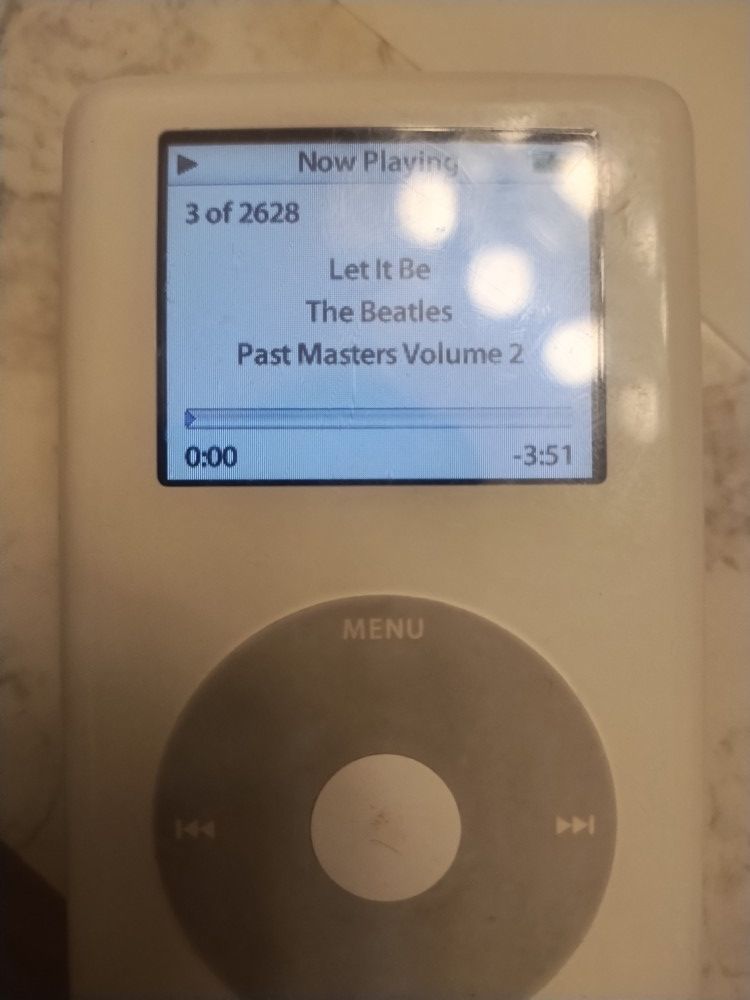 Now Playing
3 of 2628
Let It Be
The Beatles
Past Masters Volume 2
0:00 -3:51
MENU